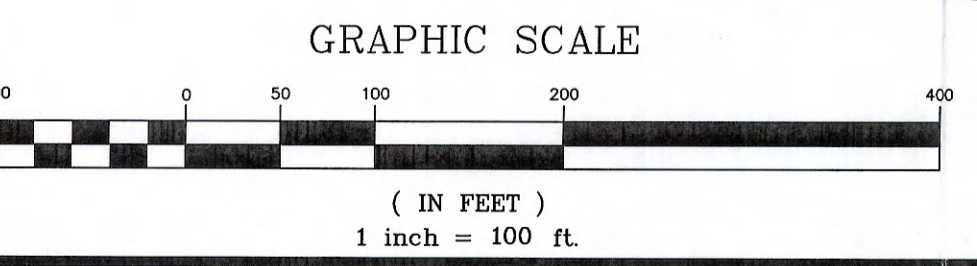 GRAPHIC SCALE
0 0 50 100 200 400
( IN FEET )
1 inch = 100 ft.